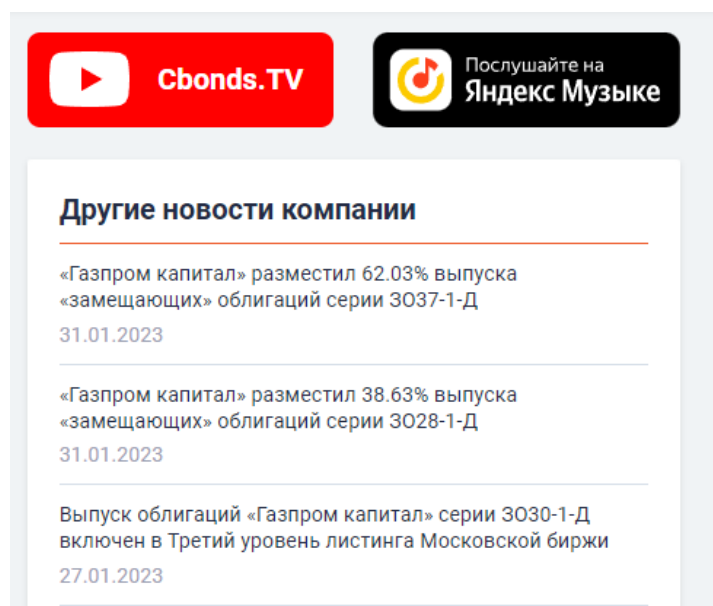 Cbonds.TV
Послушайте на
Яндекс Музыке
Другие новости компании
«Газпром капитал» разместил 62.03% выпуска
«замещающих» облигаций серии ЗО37-1-Д
31.01.2023
«Газпром капитал» разместил 38.63% выпуска
«замещающих» облигаций серии ЗО28-1-Д
31.01.2023
Выпуск облигаций «Газпром капитал» серии ЗО30-1-Д
включен в Третий уровень листинга Московской биржи
27.01.2023